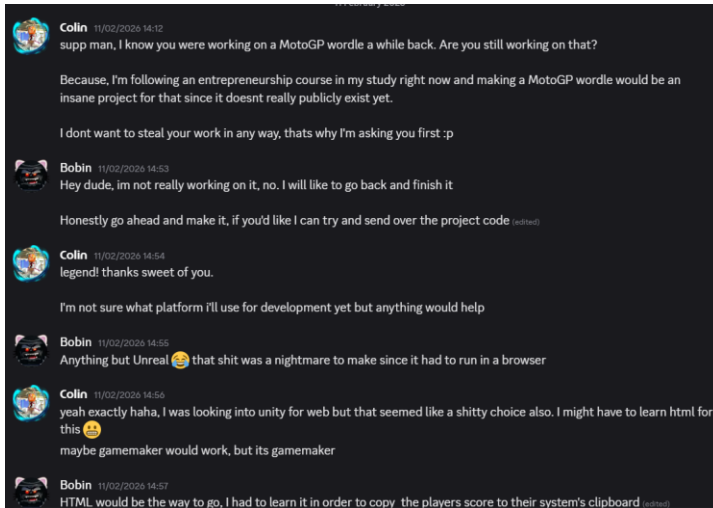 Colin 11/02/2026 14:12
supp man, I know you were working on a MotoGP wordle a while back. Are you still working on that?
Because, I'm following an entrepreneurship course in my study right now and making a MotoGP wordle would be an
insane project for that since it doesnt really publicly exist yet.
I dont want to steal your work in any way, thats why I'm asking you first :p
Bobin 11/02/2026 14:53
Hey dude, im not really working on it, no. I will like to go back and finish it
Honestly go ahead and make it, if you'd like I can try and send over the project code (edited)
Colin 11/02/2026 14:54
legend! thanks sweet of you.
I'm not sure what platform i'll use for development yet but anything would help
Bobin 11/02/2026 14:55
Anything but Unreal 😂 that shit was a nightmare to make since it had to run in a browser
Colin 11/02/2026 14:56
yeah exactly haha, I was looking into unity for web but that seemed like a shitty choice also. I might have to learn html for
this 😬
maybe gamemaker would work, but its gamemaker
Bobin 11/02/2026 14:57
HTML would be the way to go, I had to learn it in order to copy the players score to their system's clipboard (edited)